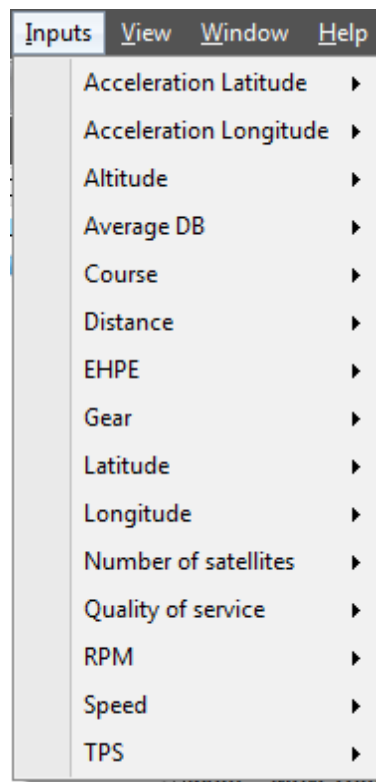 Inputs View Window Help
Acceleration Latitude
Acceleration Longitude
Altitude
Average DB
Course
Distance
EHPE
Gear
Latitude
Longitude
Number of satellites
Quality of service
RPM
Speed
TPS